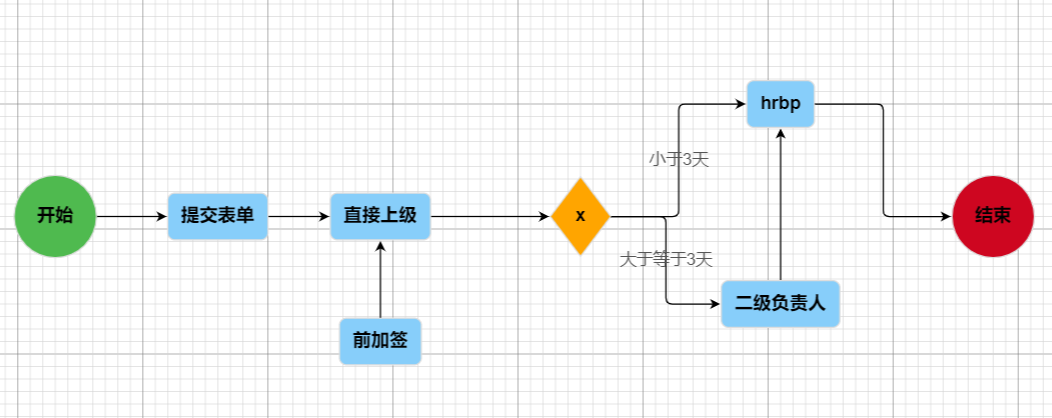 开始
提交表单
直接上级
前加签
x
小于3天
大于等于3天
hrbp
二级负责人
结束